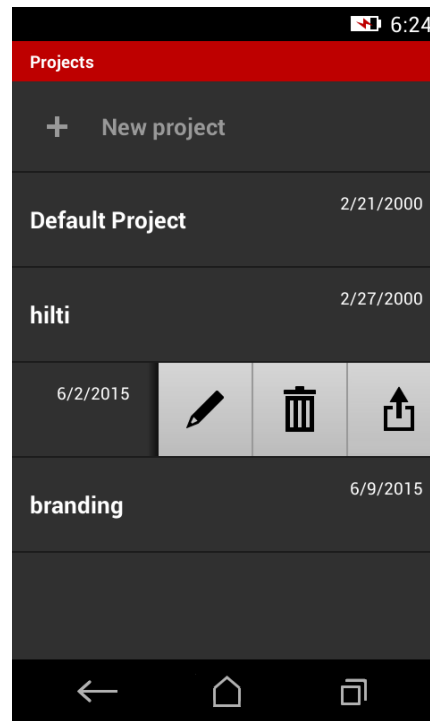 6:24
Projects
+ New project
2/21/2000
Default Project
2/27/2000
hilti
6/2/2015
6/9/2015
branding